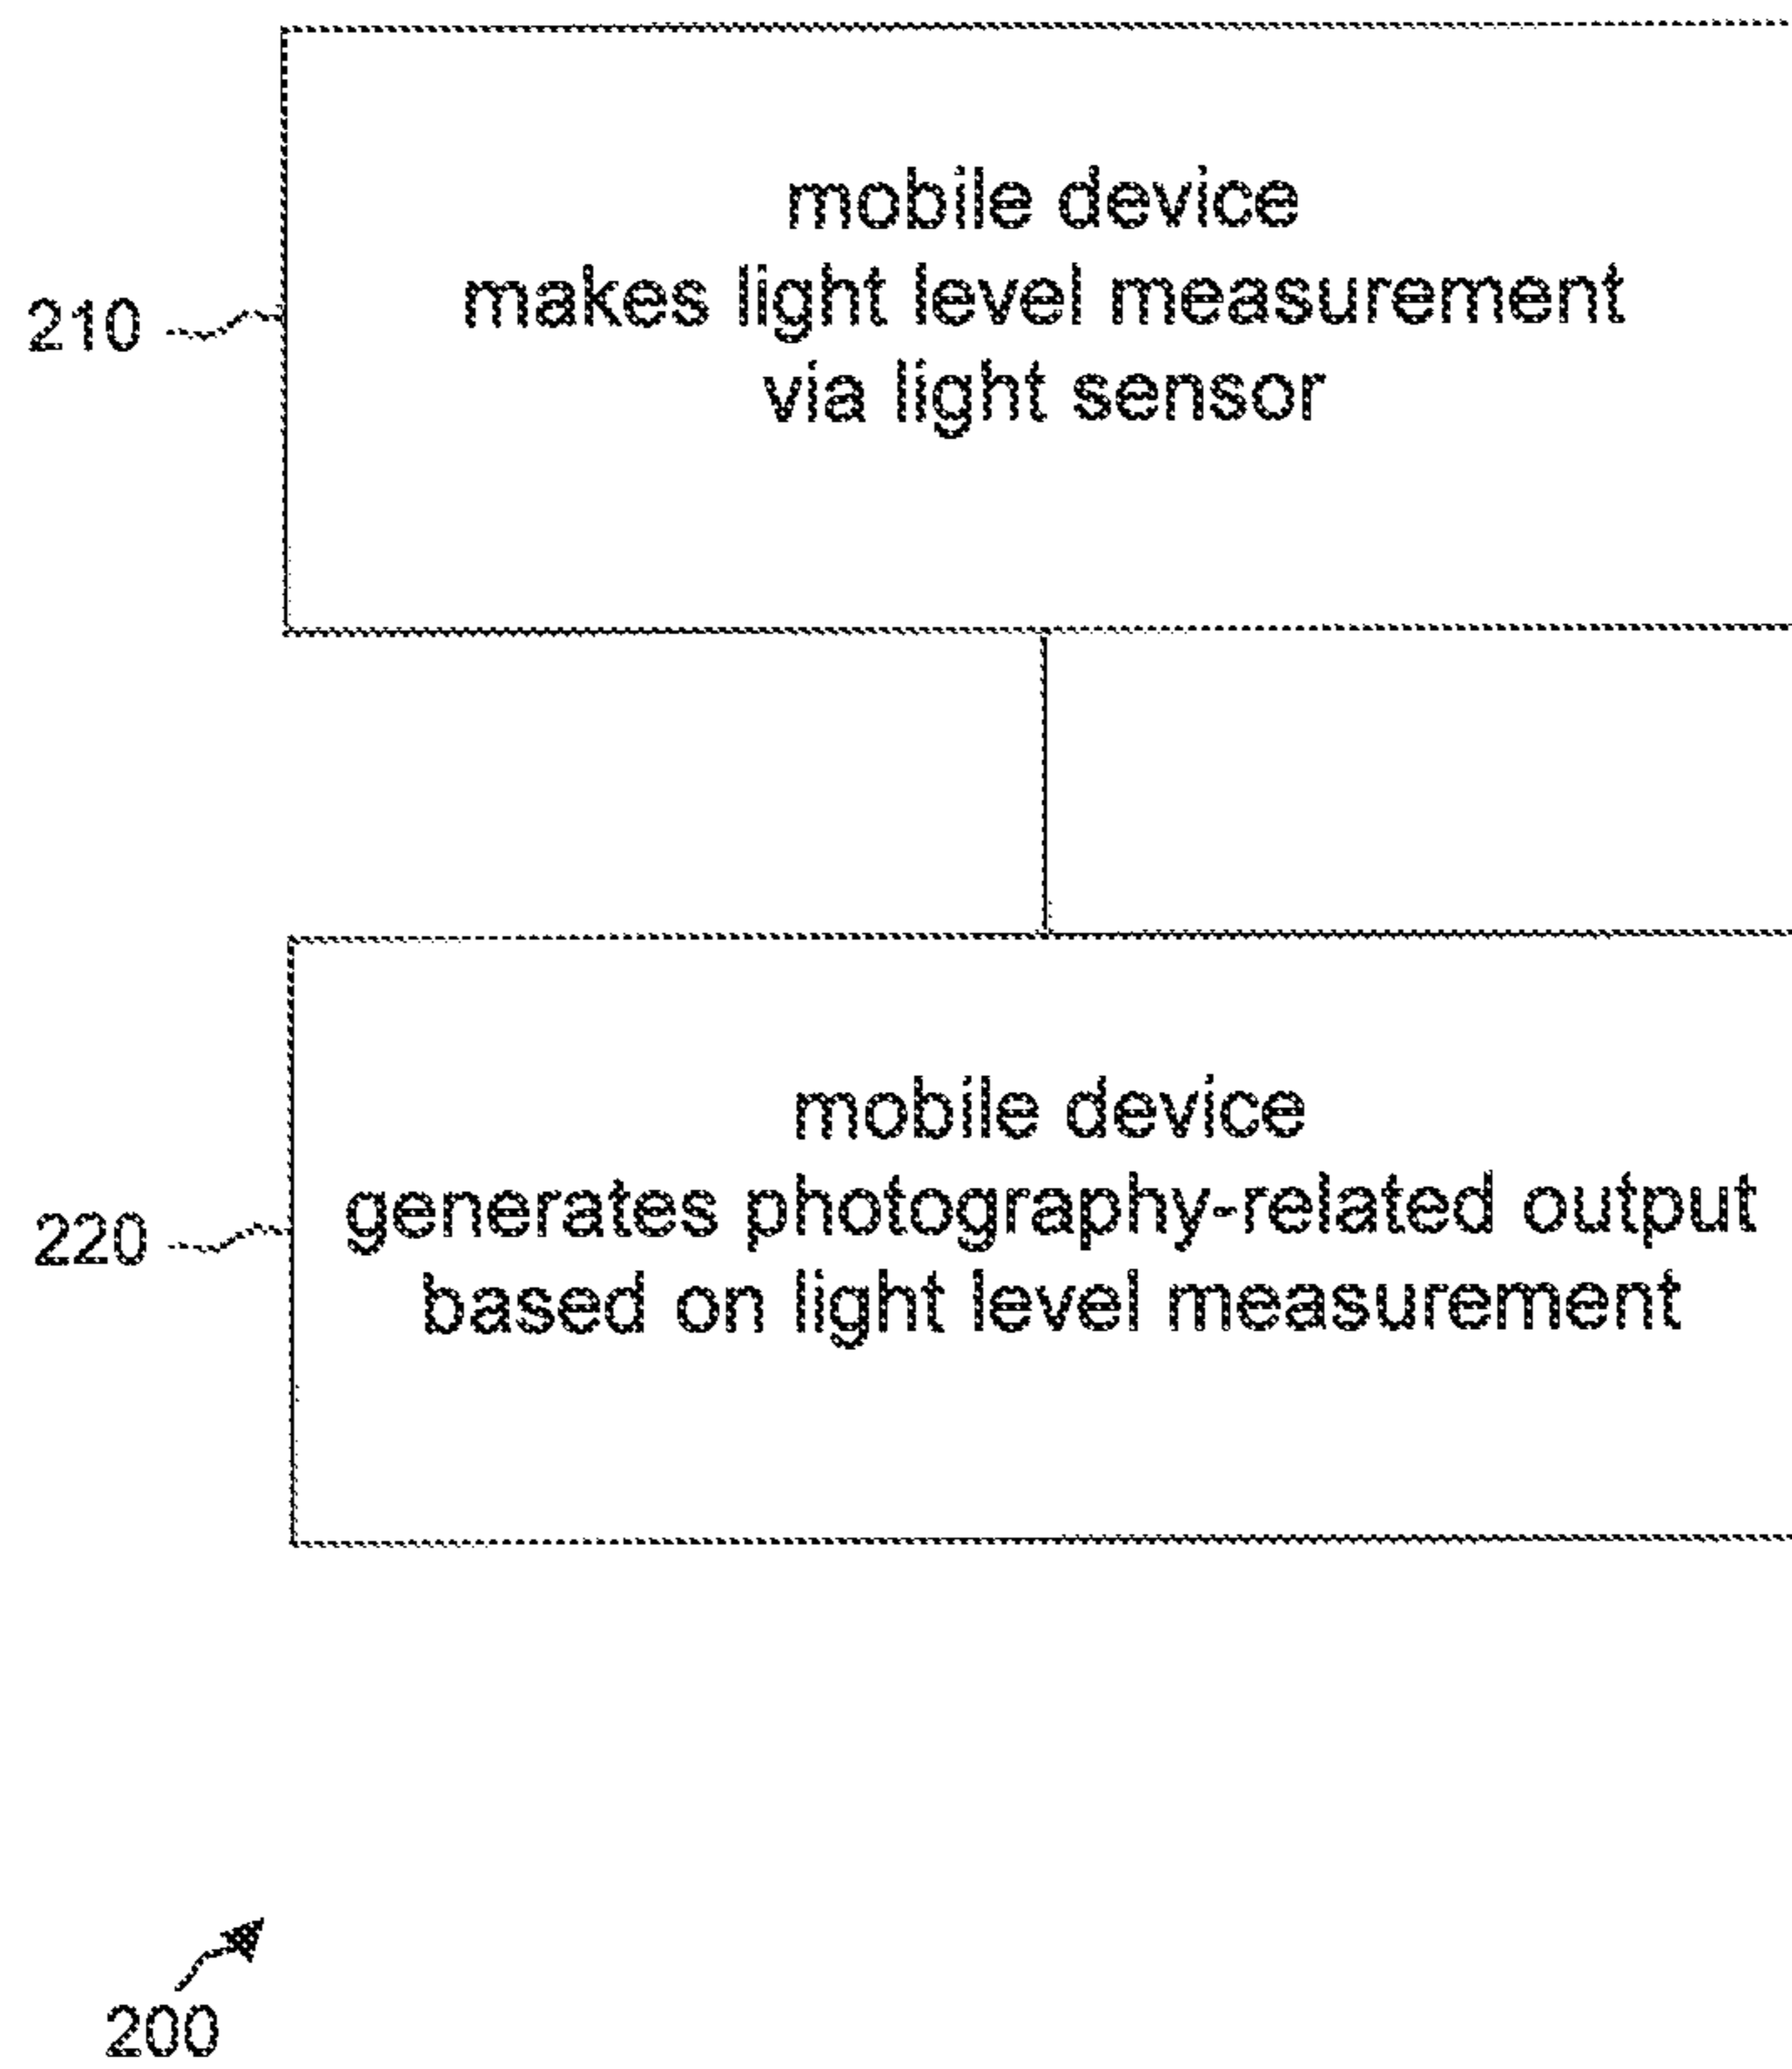 mobile device
210 makes light level measurement
via light sensor
mobile device
220 generates photography-related output
based on light level measurement
200